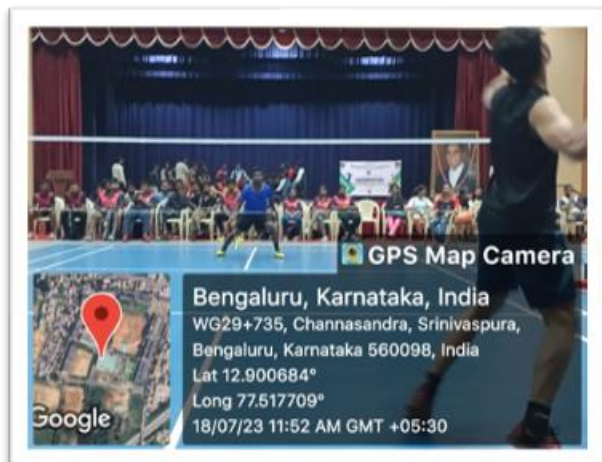 GPS Map Camera
Bengaluru, Karnataka, India
WG29+735, Channasandra, Srinivaspura,
Bengaluru, Karnataka 560098, India
Lat 12.900684°
Long 77.517709°
18/07/23 11:52 AM GMT +05:30
Google